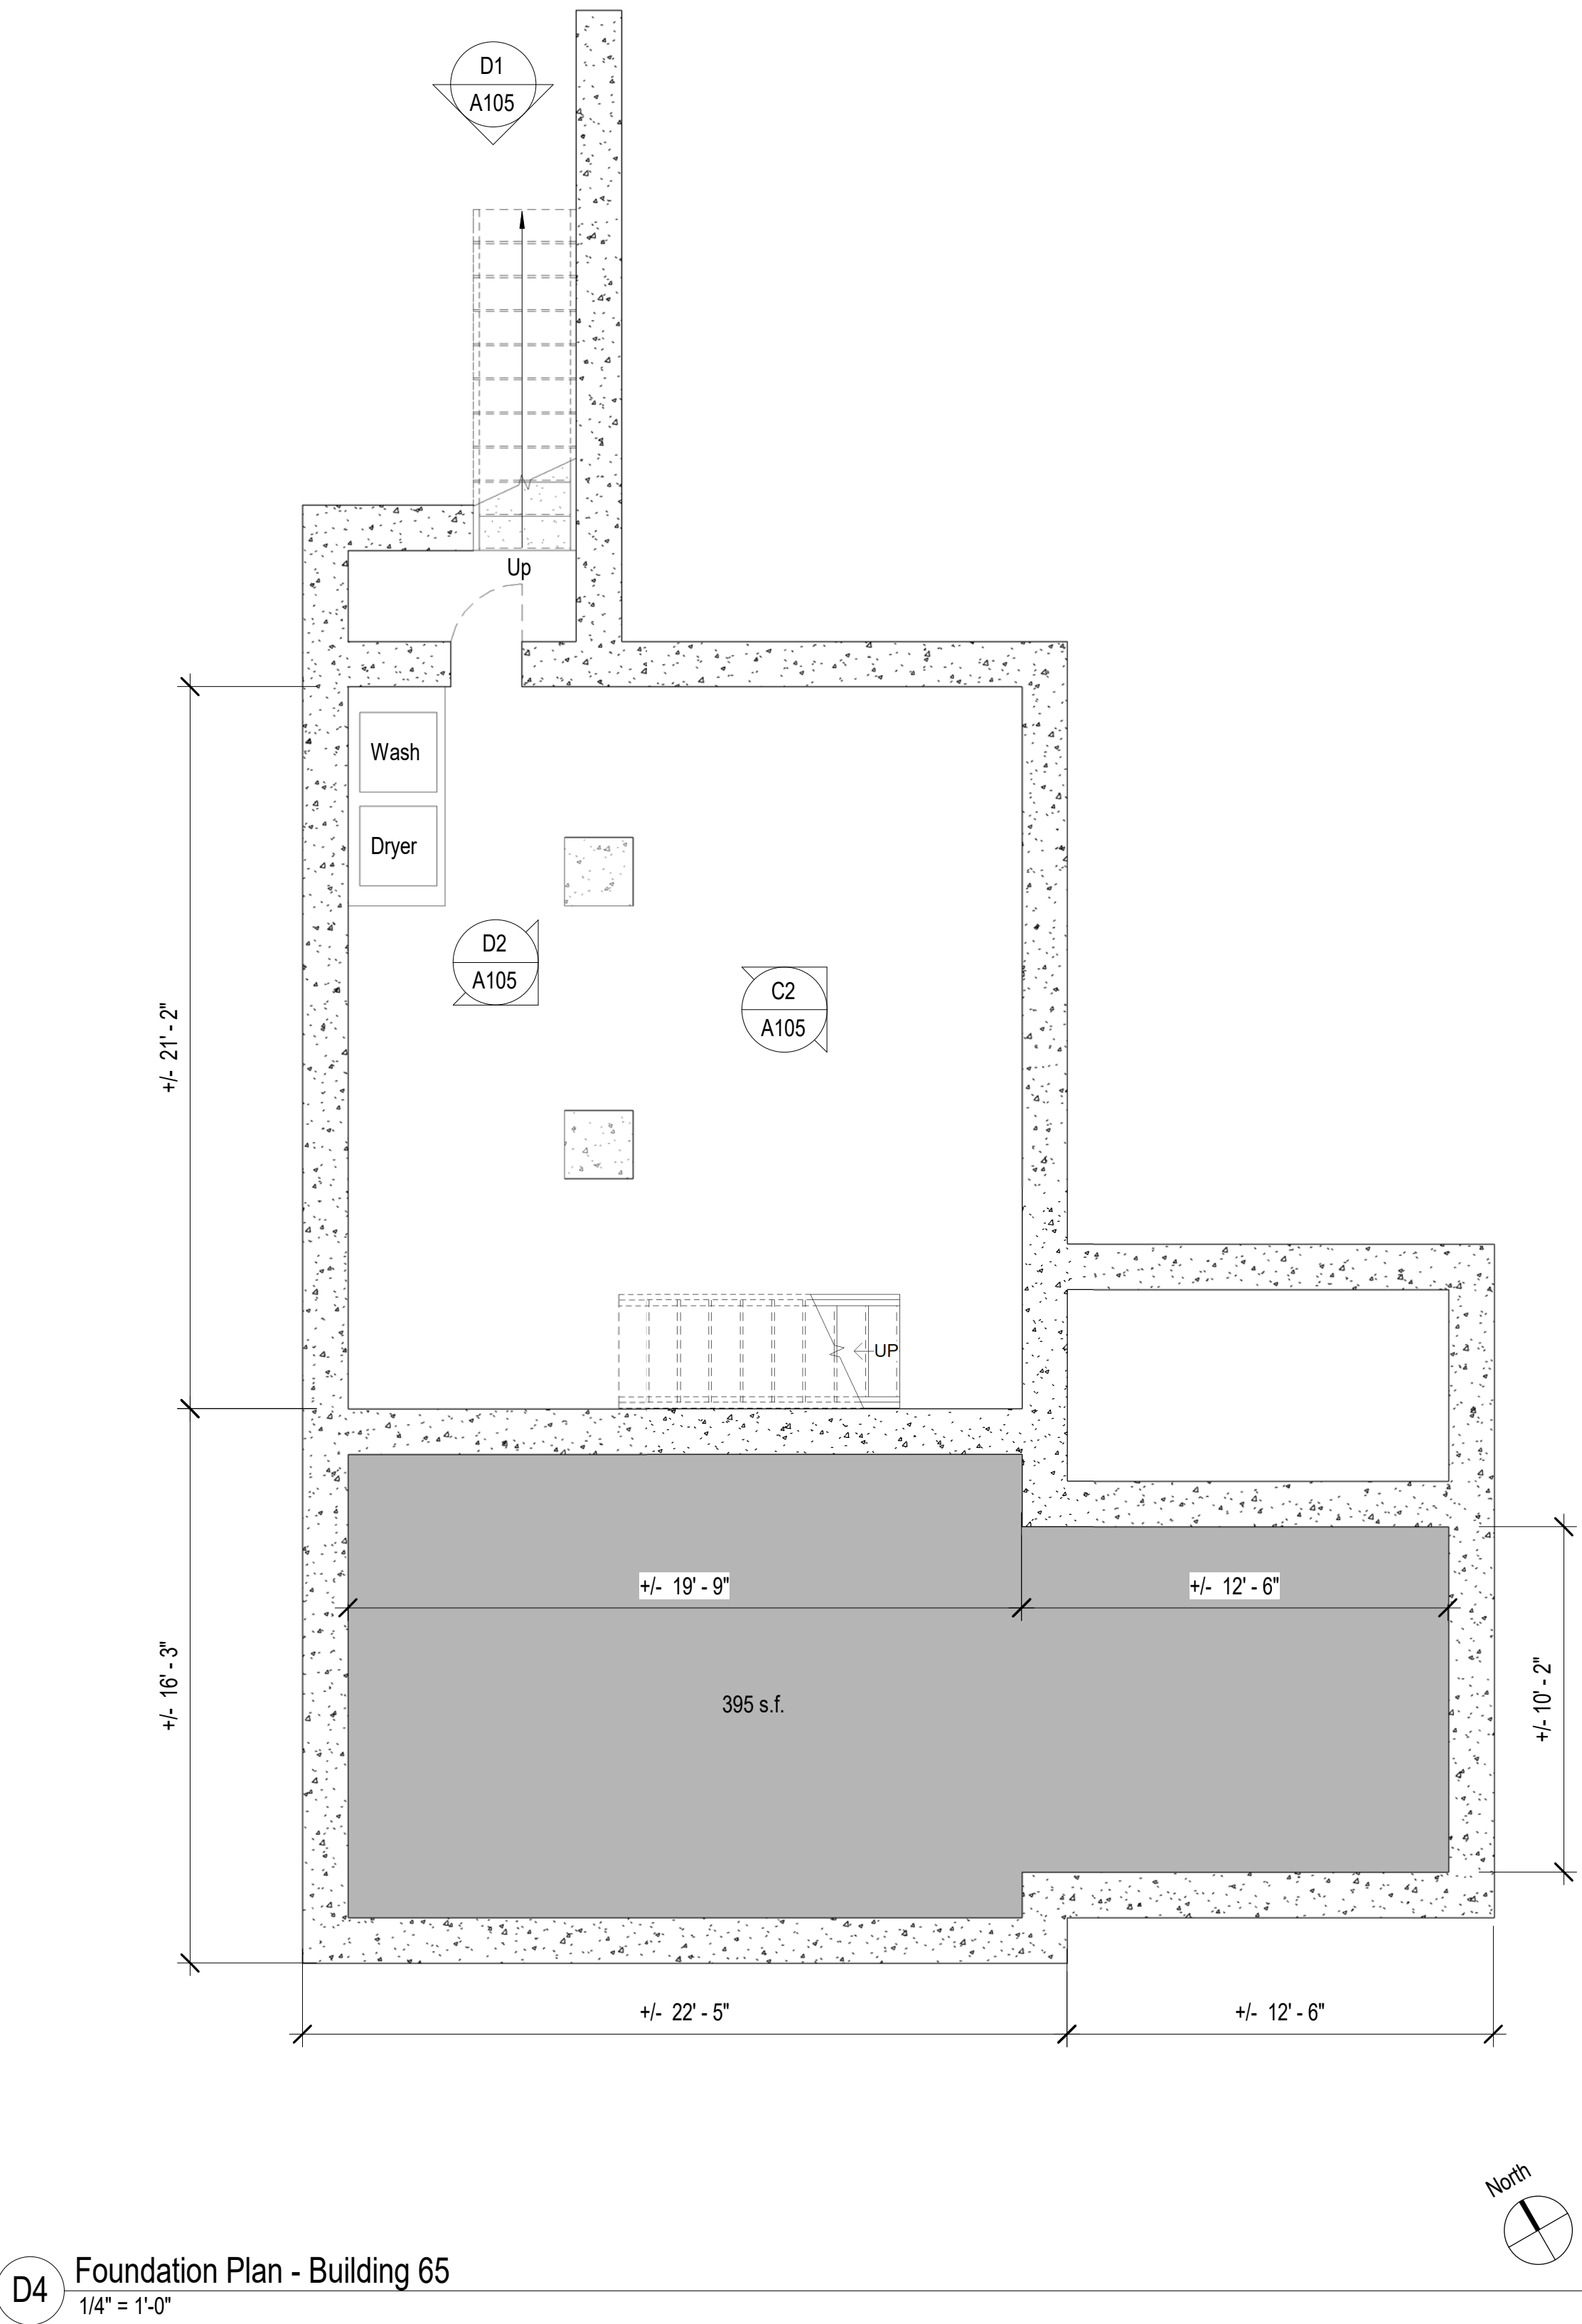 D1
A105
Up
Wash
Dryer
D2
A105
C2
A105
+/- 21' - 2"
UP
+/- 19' - 9"
+/- 12' - 6"
+/- 16' - 3"
395 s.f.
+/- 10' - 2"
+/- 22' - 5"
+/- 12' - 6"
North
D4
Foundation Plan - Building 65
1/4" = 1'-0"